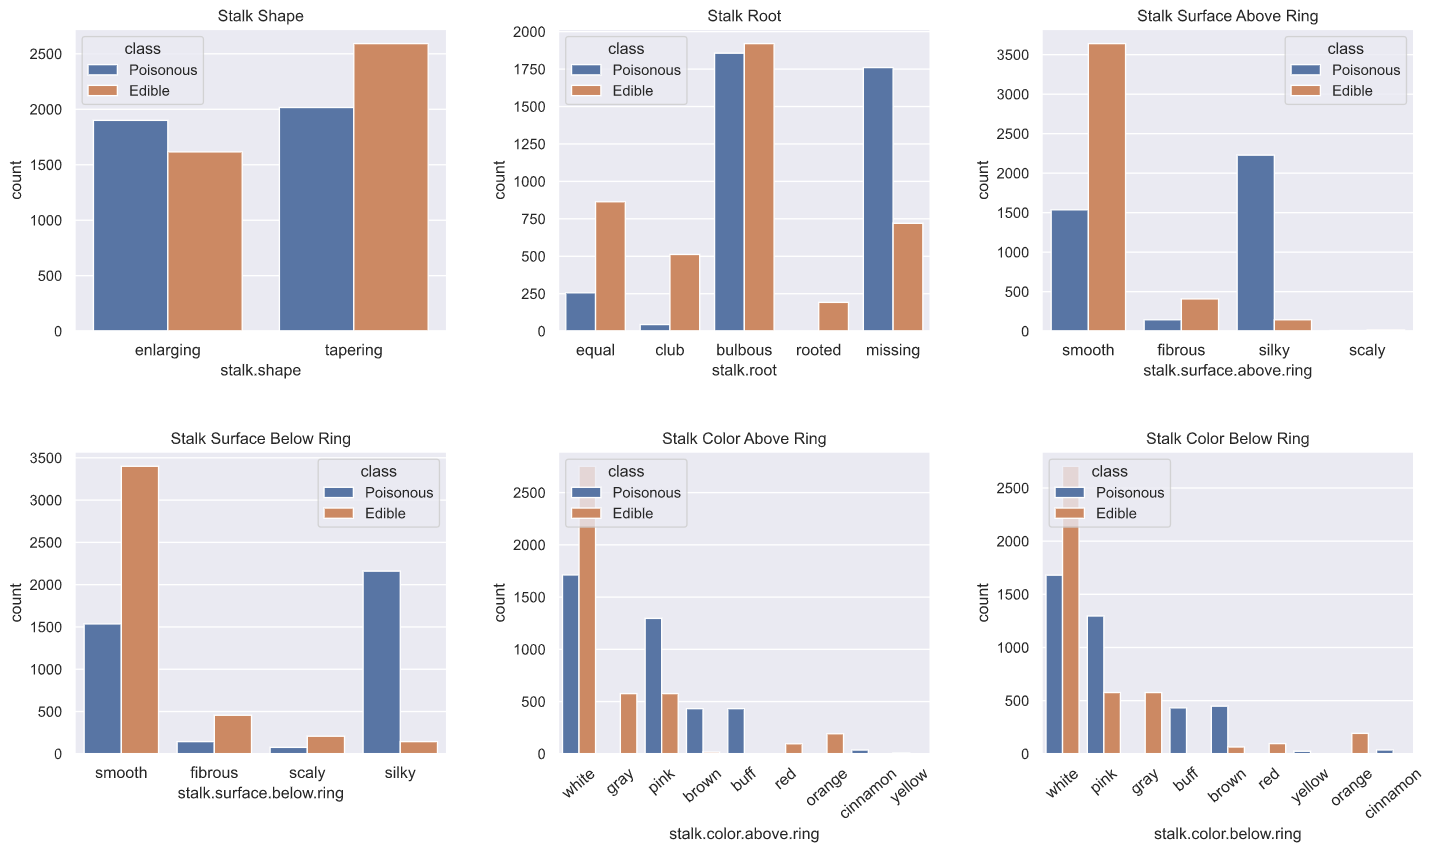 Stalk Shape
2500
2000
1500
1000
500
0
count
class
Poisonous
Edible
enlarging tapering
stalk.shape
Stalk Root
2000
1750
1500
1250
1000
750
500
250
0
count
class
Poisonous
Edible
equal club bulbous rooted missing
stalk.root
Stalk Surface Above Ring
3500
3000
2500
2000
1500
1000
500
0
count
class
Poisonous
Edible
smooth fibrous silky scaly
stalk.surface.above.ring
Stalk Surface Below Ring
3500
3000
2500
2000
1500
1000
500
0
count
class
Poisonous
Edible
smooth fibrous scaly silky
stalk.surface.below.ring
Stalk Color Above Ring
2500
2000
1500
1000
500
0
count
class
Poisonous
Edible
white gray pink brown buff red orange cinnamon yellow
stalk.color.above.ring
Stalk Color Below Ring
2500
2000
1500
1000
500
0
count
class
Poisonous
Edible
white pink gray buff brown red yellow orange cinnamon
stalk.color.below.ring